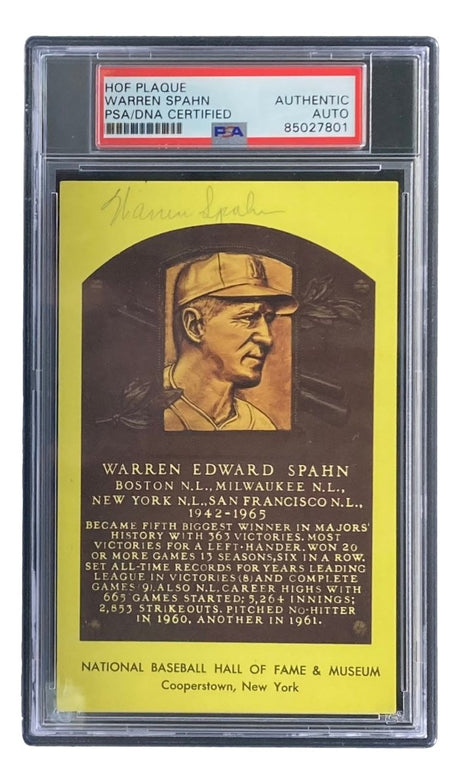 HOF PLAQUE
WARREN SPAHN AUTHENTIC
PSA/DNA CERTIFIED AUTO
PSA 85027801
Warren Spahn
WARREN EDWARD SPAHN
BOSTON N.L., MILWAUKEE N.L.,
NEW YORK N.L., SAN FRANCISCO N.L.,
1942-1965
BECAME FIFTH BIGGEST WINNER IN MAJORS'
HISTORY WITH 363 VICTORIES. MOST
VICTORIES FOR A LEFT-HANDER. WON 20
OR MORE GAMES 13 SEASONS, SIX IN A ROW.
SET ALL-TIME RECORDS FOR YEARS LEADING
LEAGUE IN VICTORIES (8) AND COMPLETE
GAMES (9). ALSO N.L. CAREER HIGHS WITH
665 GAMES STARTED; 5,264 INNINGS;
2,853 STRIKEOUTS. PITCHED NO-HITTER
IN 1960, ANOTHER IN 1961.
NATIONAL BASEBALL HALL OF FAME & MUSEUM
Cooperstown, New York